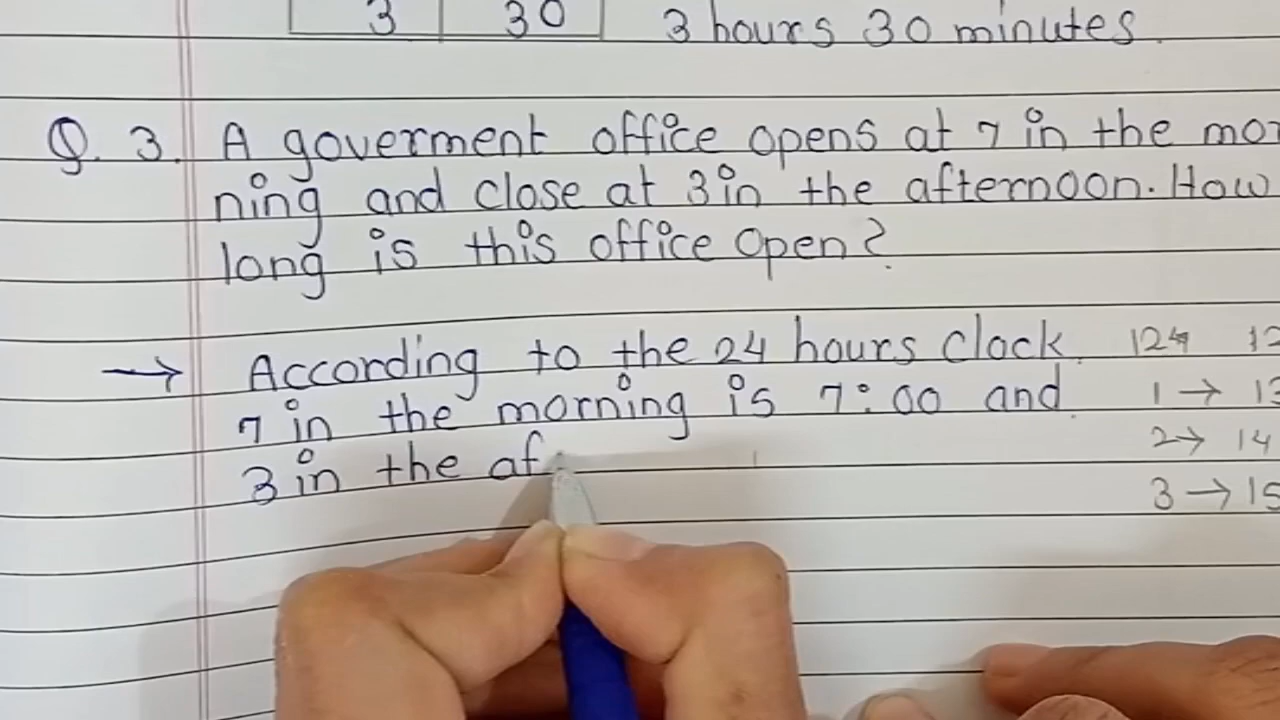 3 30 3 hours 30 minutes.
Q. 3. A goverment office opens at 7 in the mor
ning and close at 3 in the afternoon. How
long is this office open?
→ According to the 24 hours clock.
7 in the morning is 7:00 and
3 in the af
124 12
1 → 13
2 → 14
3 → 15